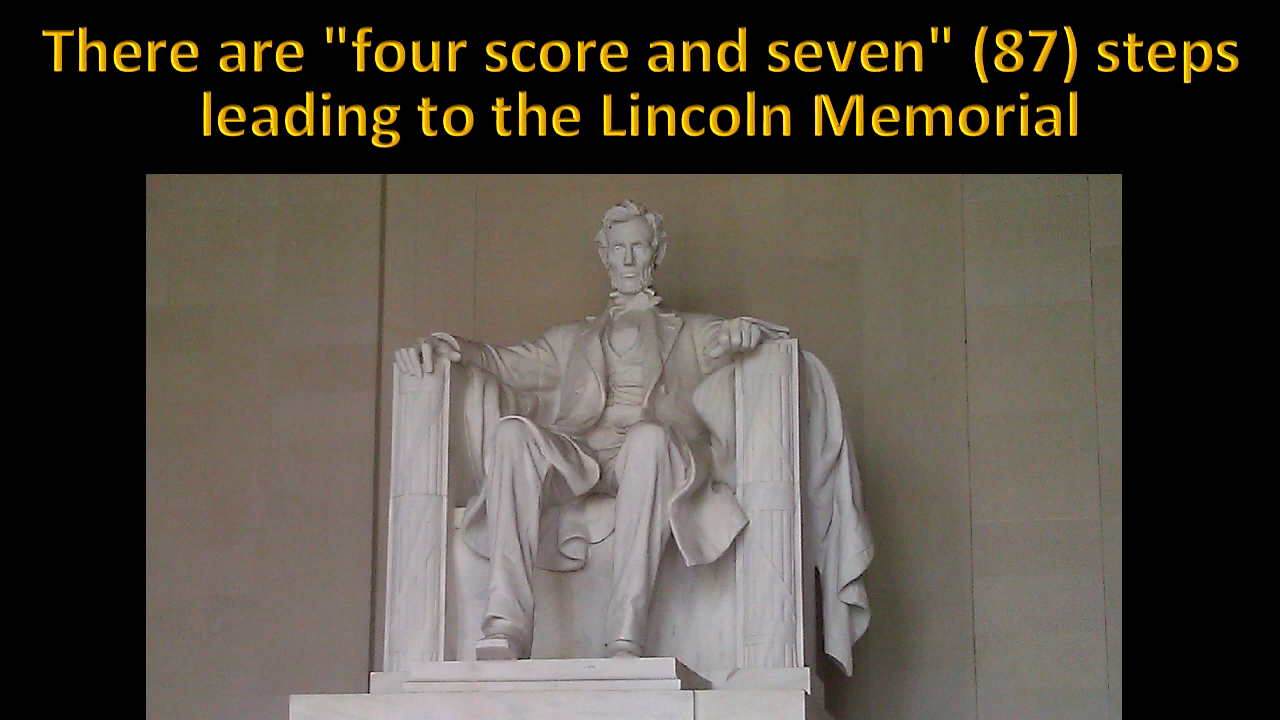 There are "four score and seven" (87) steps
leading to the Lincoln Memorial